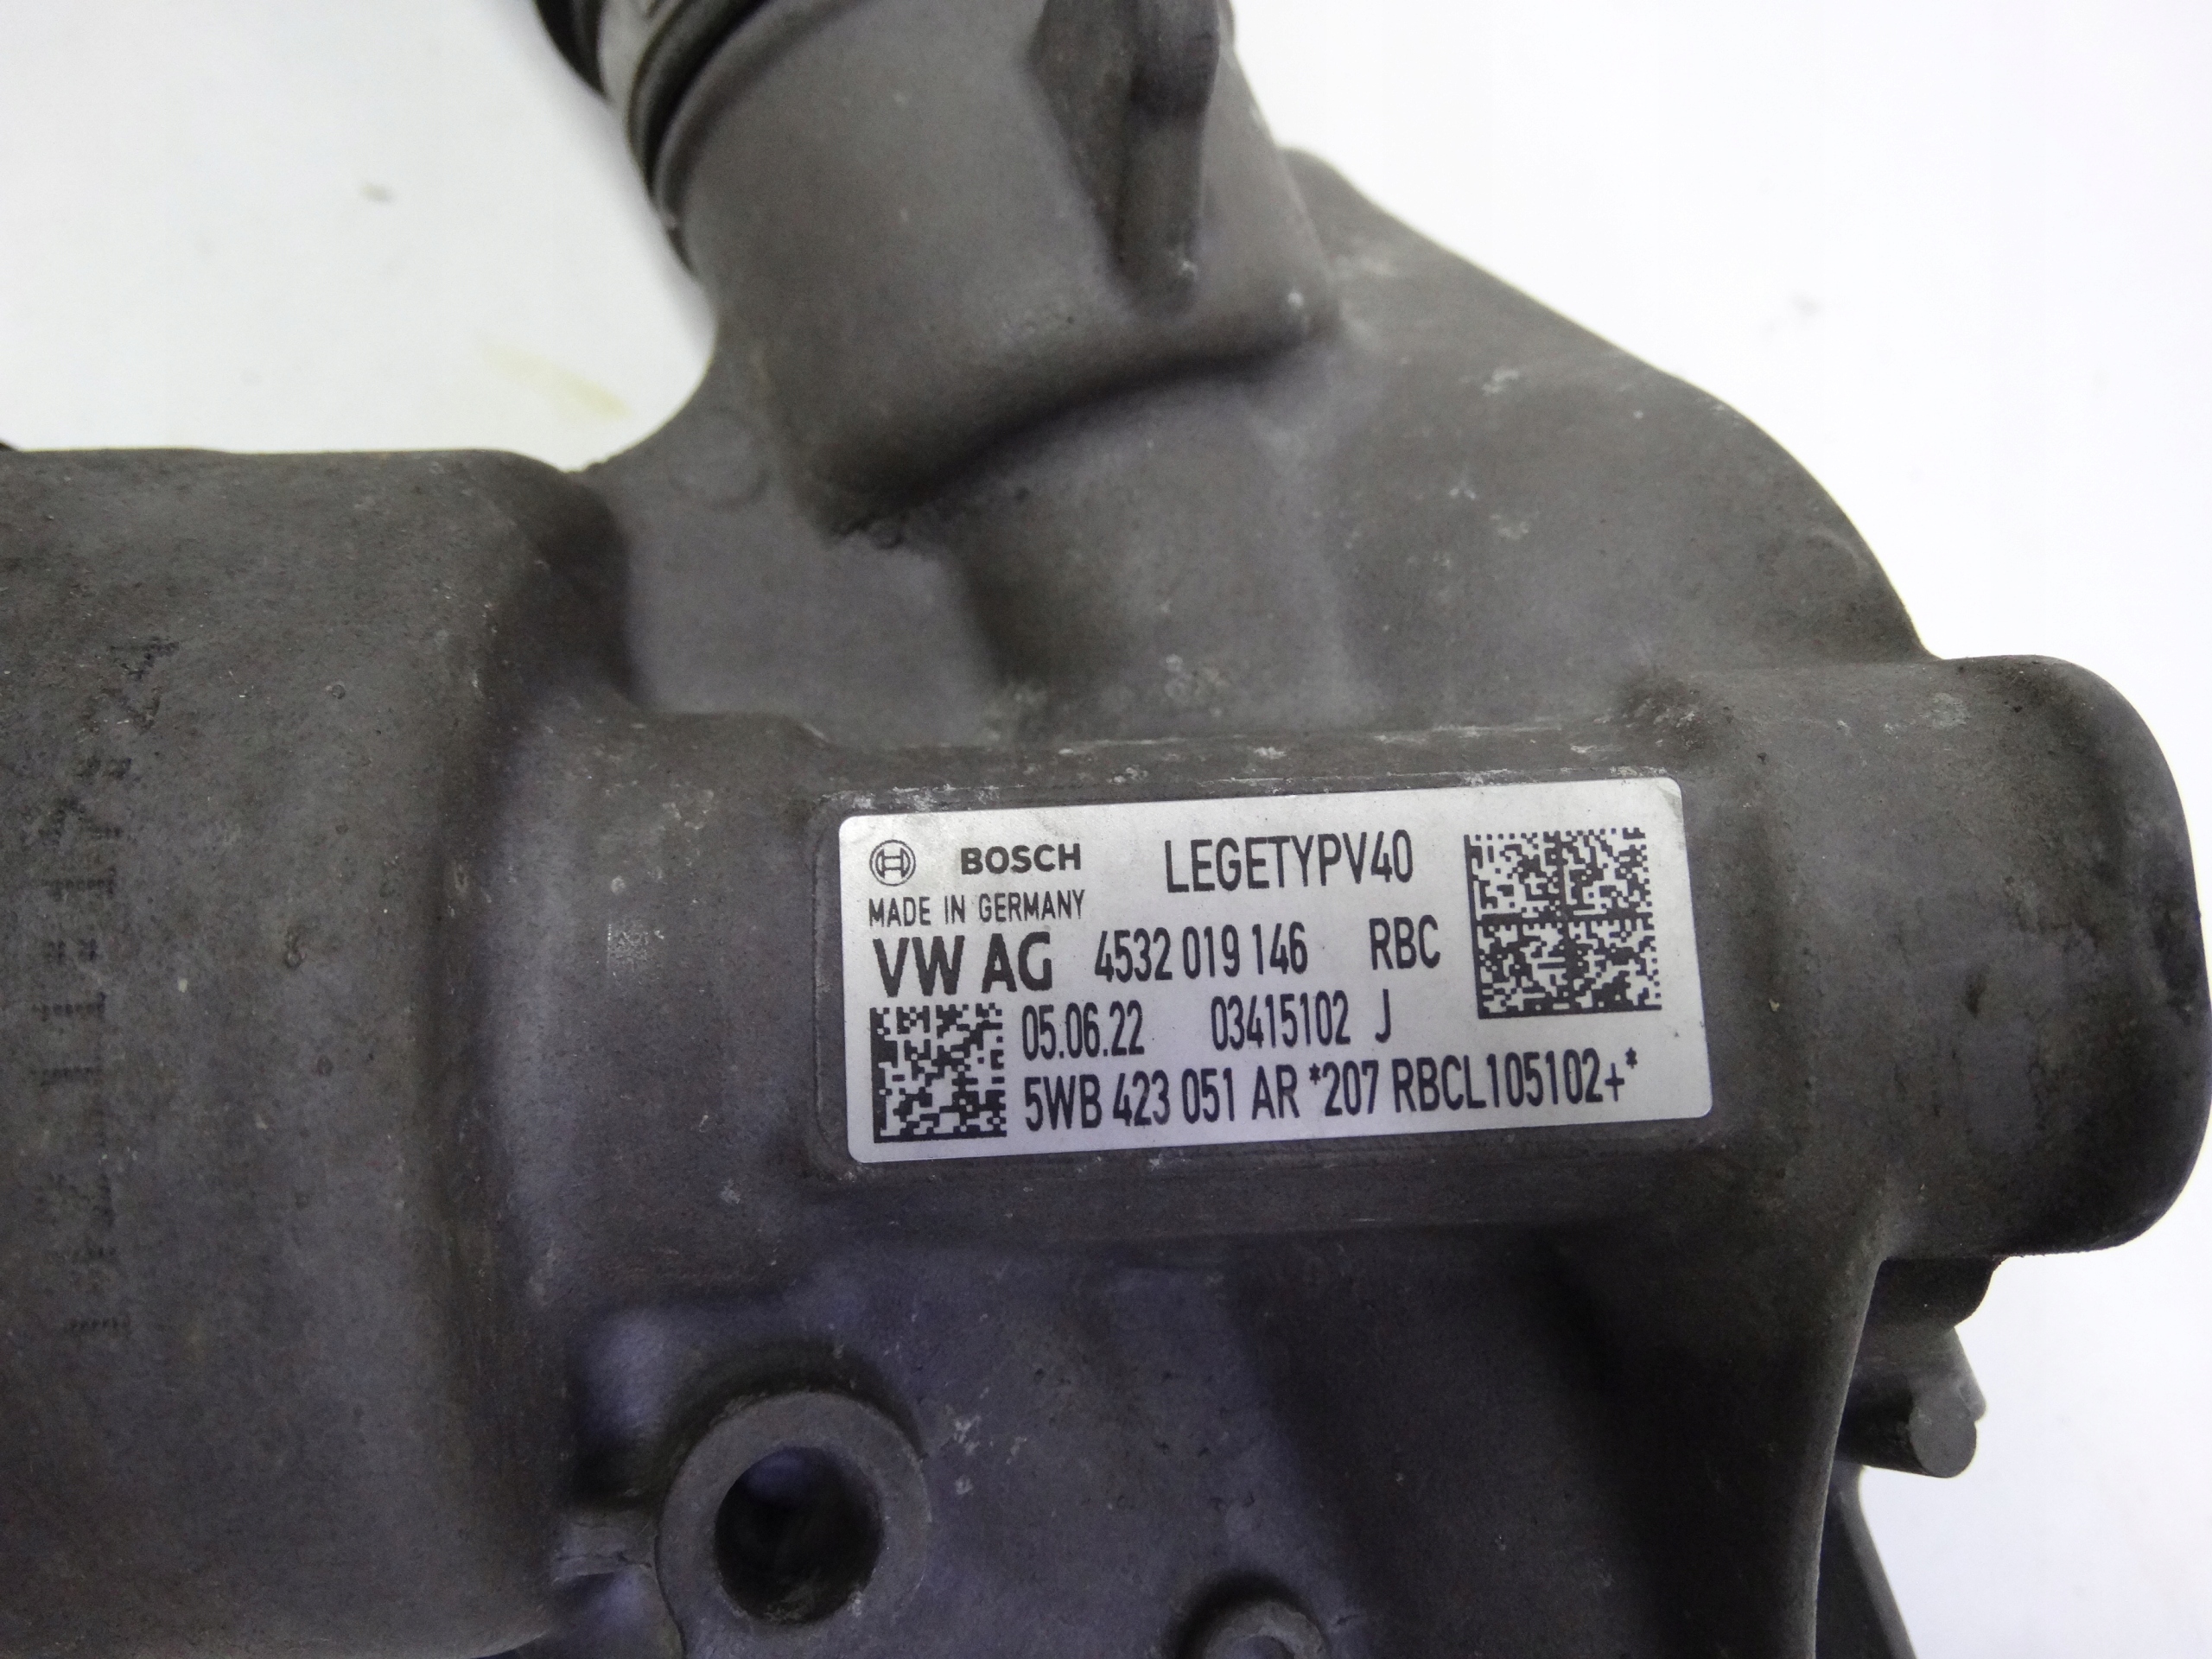 BOSCH LEGETYPV40
MADE IN GERMANY
VW AG 4532 019 146 RBC
05.06.22 03415102 J
5WB 423 051 AR *207 RBCL105102+*